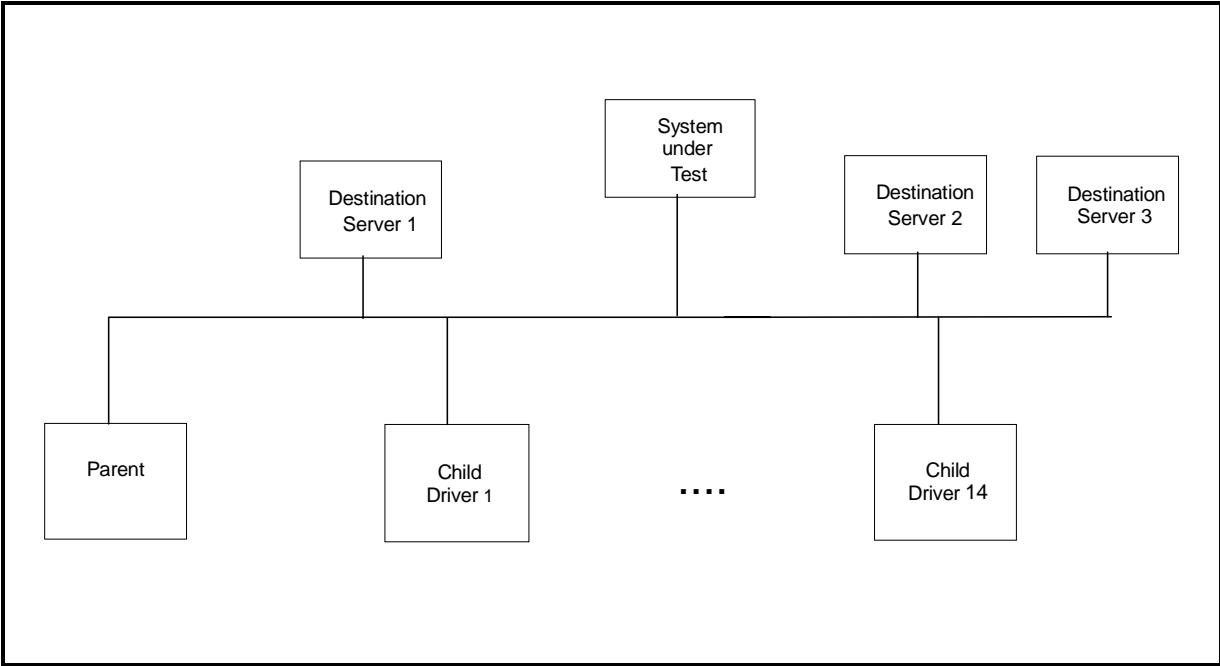 System
under
Test
Destination
Server 1
Destination
Server 2
Destination
Server 3
Parent
Child
Driver 1
....
Child
Driver 14